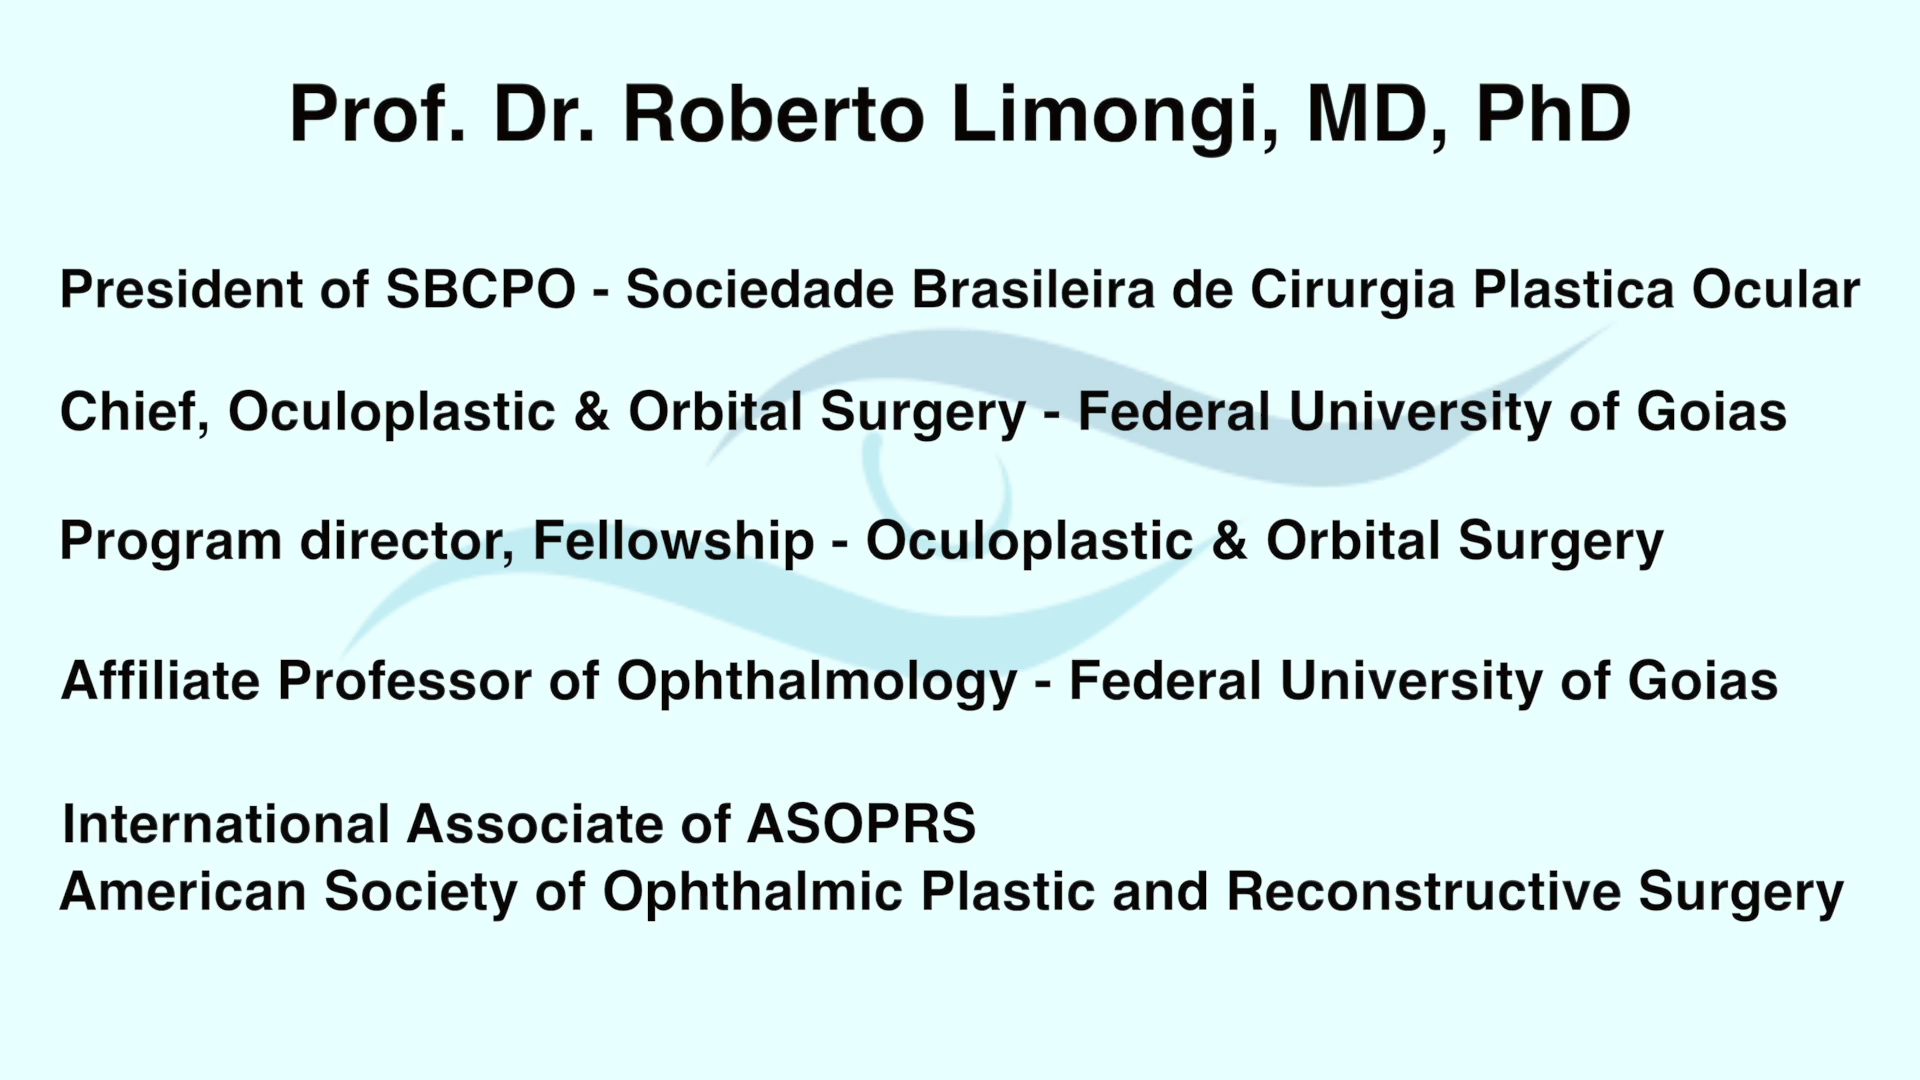 Prof. Dr. Roberto Limongi, MD, PhD
President of SBCPO - Sociedade Brasileira de Cirurgia Plastica Ocular
Chief, Oculoplastic & Orbital Surgery - Federal University of Goias
Program director, Fellowship - Oculoplastic & Orbital Surgery
Affiliate Professor of Ophthalmology - Federal University of Goias
International Associate of ASOPRS
American Society of Ophthalmic Plastic and Reconstructive Surgery